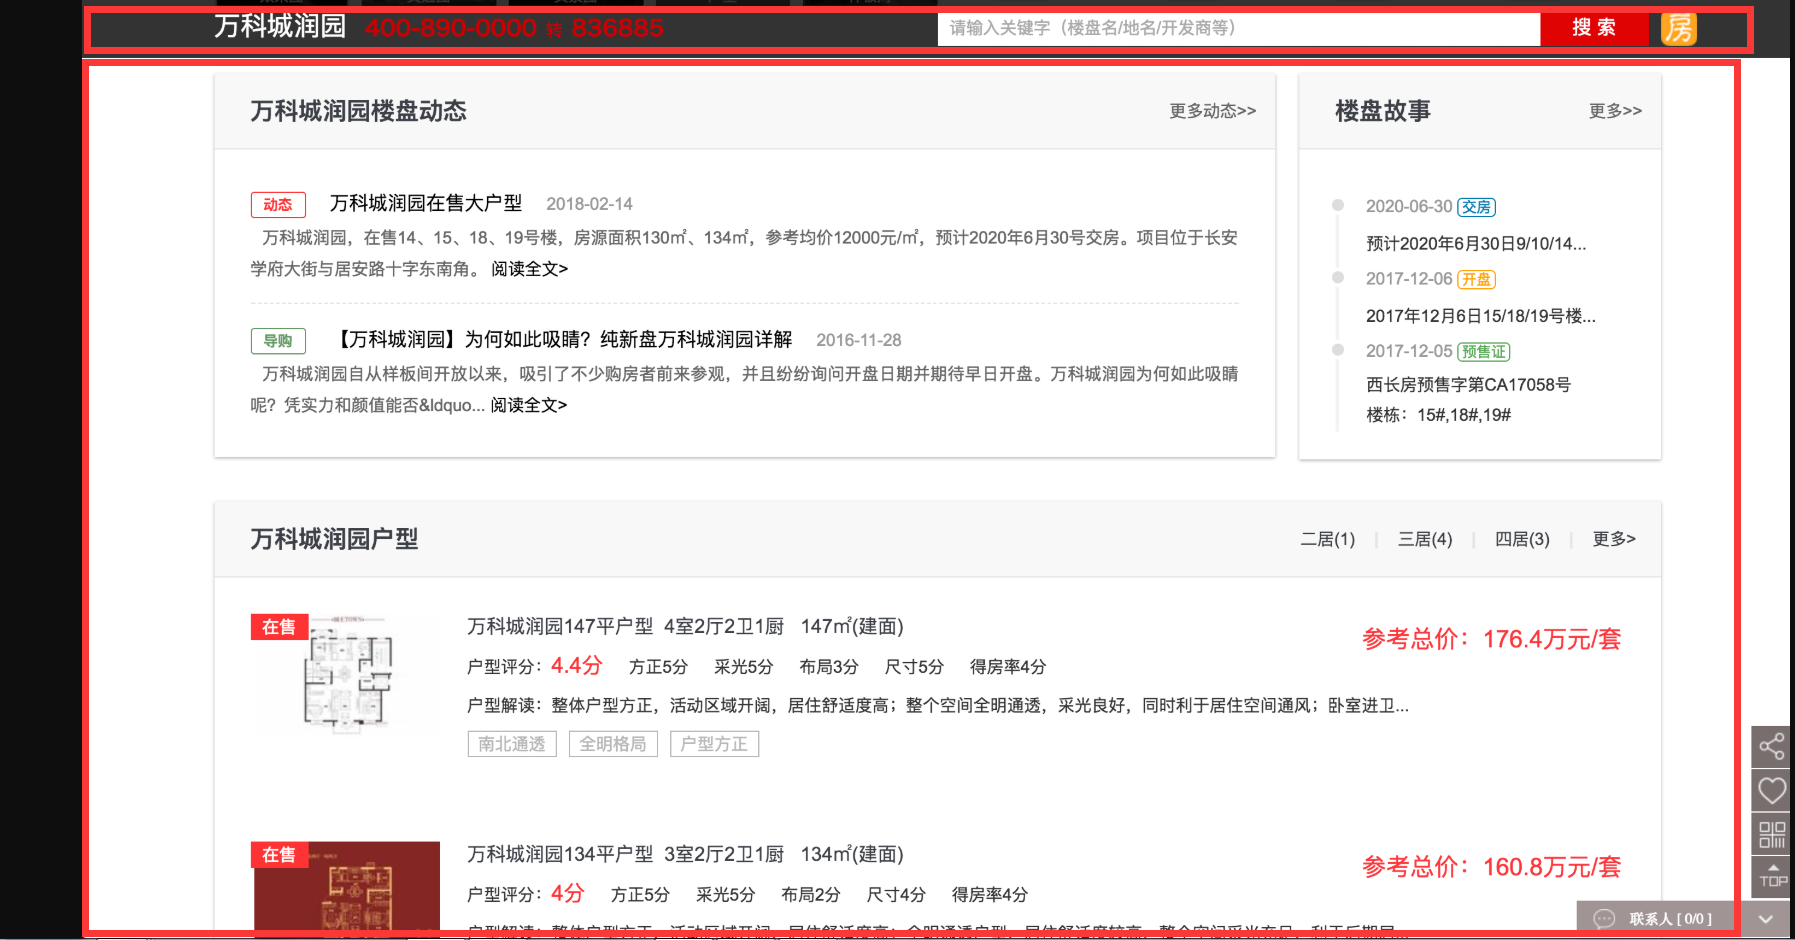 万科城润园 400-890-0000 转 836885
请输入关键字（楼盘名/地名/开发商等）
搜 索
房
万科城润园楼盘动态
更多动态>>
动态 万科城润园在售大户型 2018-02-14
万科城润园，在售14、15、18、19号楼，房源面积130㎡、134㎡，参考均价12000元/㎡，预计2020年6月30号交房。项目位于长安
学府大街与居安路十字东南角。 阅读全文>
导购 【万科城润园】为何如此吸睛？纯新盘万科城润园详解 2016-11-28
万科城润园自从样板间开放以来，吸引了不少购房者前来参观，并且纷纷询问开盘日期并期待早日开盘。万科城润园为何如此吸睛
呢？凭实力和颜值能否&ldquo... 阅读全文>
楼盘故事
更多>>
2020-06-30 交房
预计2020年6月30日9/10/14...
2017-12-06 开盘
2017年12月6日15/18/19号楼...
2017-12-05 预售证
西长房预售字第CA17058号
楼栋：15#,18#,19#
万科城润园户型
二居(1) | 三居(4) | 四居(3) | 更多>
在售
万科城润园147平户型 4室2厅2卫1厨 147㎡(建面)
参考总价：176.4万元/套
户型评分：4.4分 方正5分 采光5分 布局3分 尺寸5分 得房率4分
户型解读：整体户型方正，活动区域开阔，居住舒适度高；整个空间全明通透，采光良好，同时利于居住空间通风；卧室进卫...
南北通透 全明格局 户型方正
在售
万科城润园134平户型 3室2厅2卫1厨 134㎡(建面)
参考总价：160.8万元/套
户型评分：4分 方正5分 采光5分 布局2分 尺寸4分 得房率4分
TOP
联系人 [ 0/0 ]